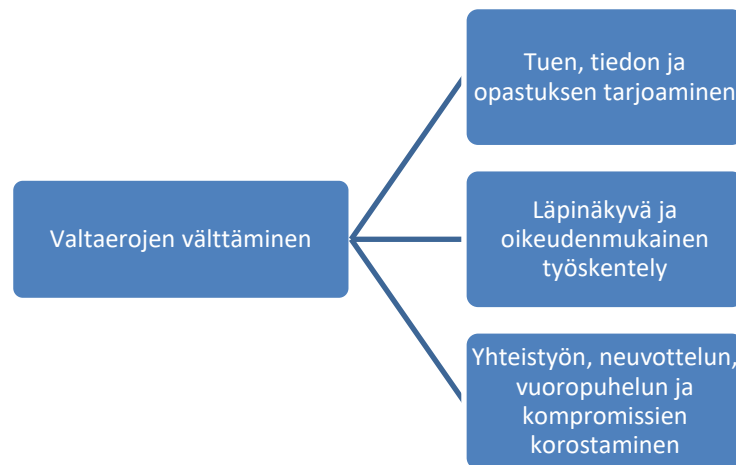 Tuen, tiedon ja
opastuksen tarjoaminen
Valtaerojen välttäminen
Läpinäkyvä ja
oikeudenmukainen
työskentely
Yhteistyön, neuvottelun,
vuoropuhelun ja
kompromissien
korostaminen